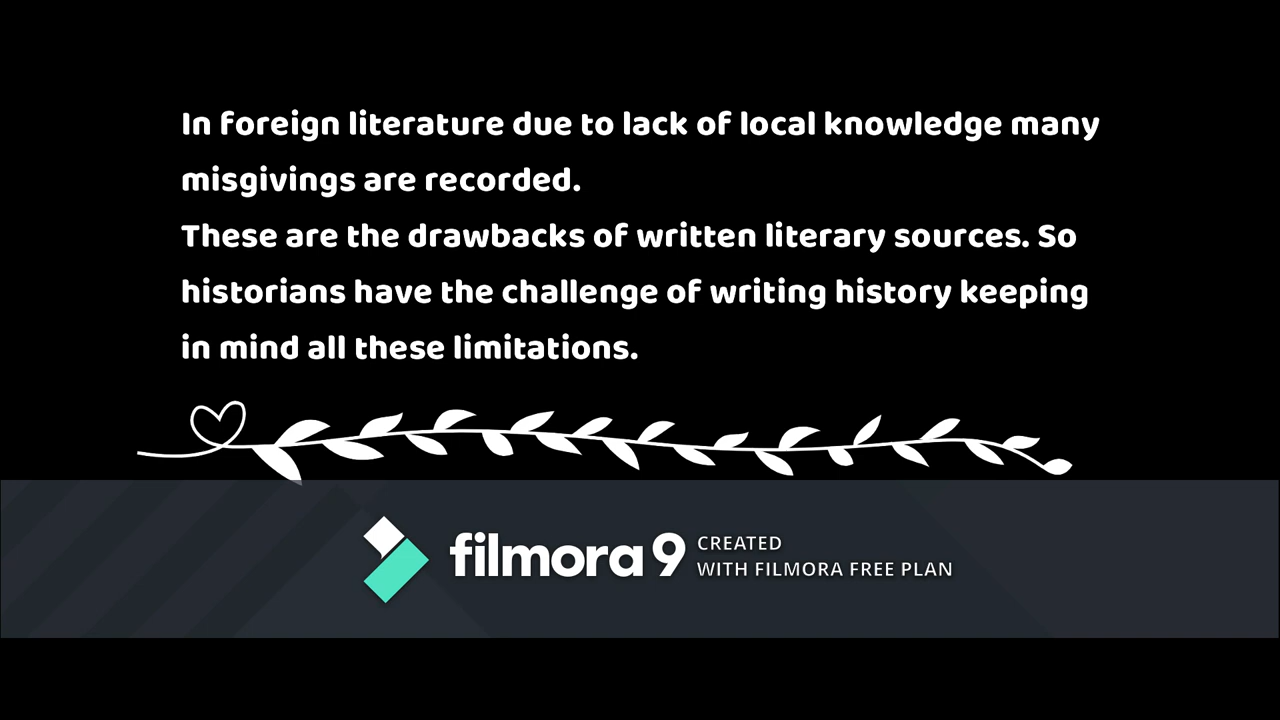 In foreign literature due to lack of local knowledge many
misgivings are recorded.
These are the drawbacks of written literary sources. So
historians have the challenge of writing history keeping
in mind all these limitations.
filmora 9
CREATED
WITH FILMORA FREE PLAN